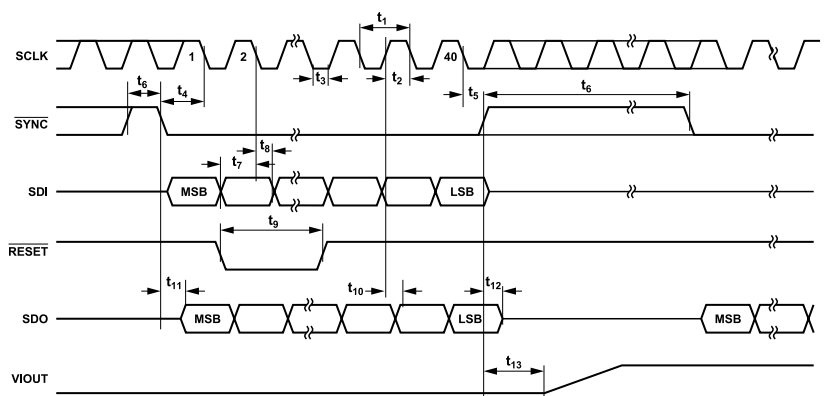 t1
SCLK 1 2 40
t3 t2
t6 t4 t5 t6
SYNC
t8
t7
SDI MSB LSB
t9
RESET
t11 t10 t12
SDO MSB LSB MSB
t13
VIOUT